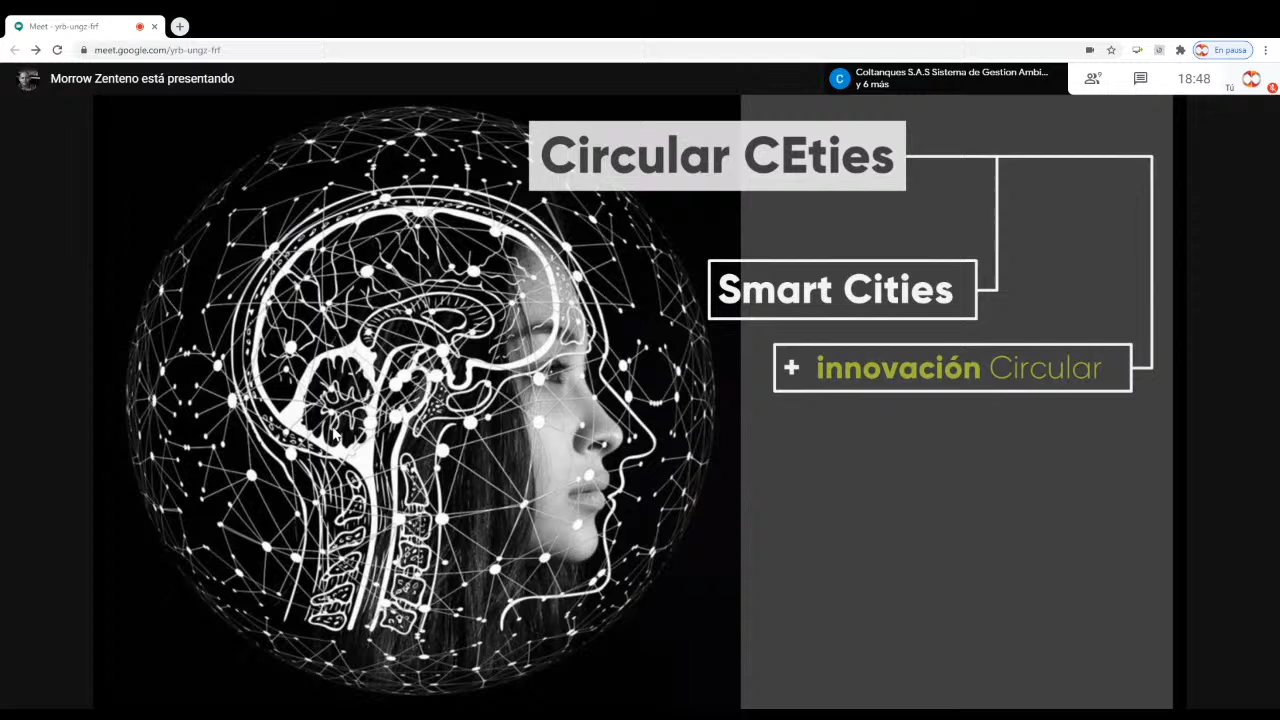 Meet - yrb-ungz-frf
meet.google.com/yrb-ungz-frf
En pausa
Morrow Zenteno está presentando
C
Coltanques S.A.S Sistema de Gestion Ambi...
y 6 más
9
18:48
Tú
Circular CEties
Smart Cities
+ innovación Circular